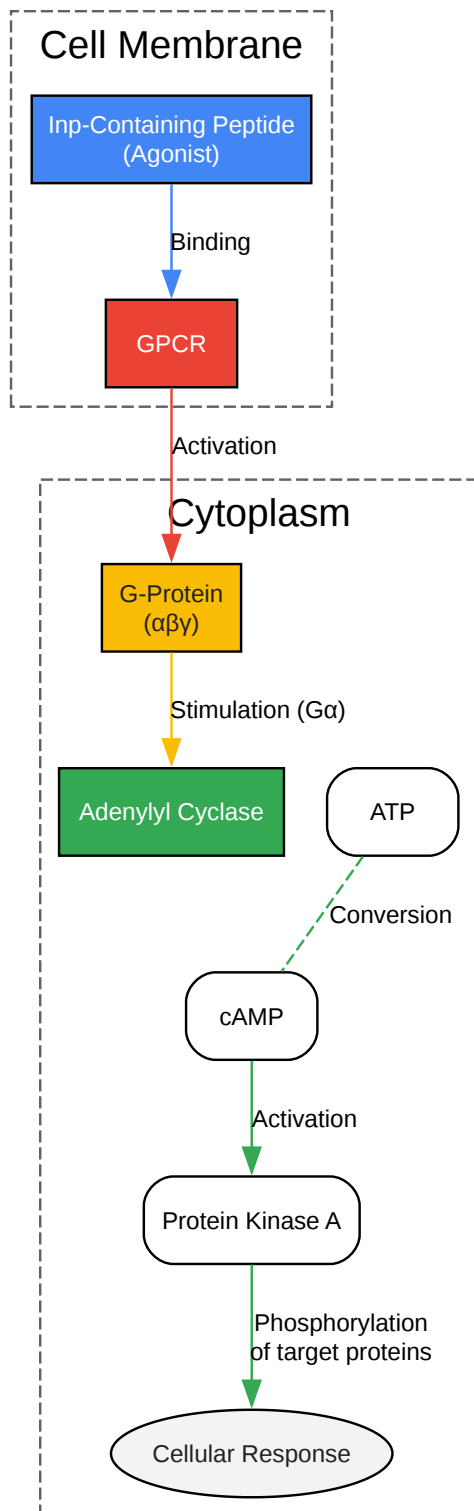 Cell Membrane
Inp-Containing Peptide
(Agonist)
Binding
GPCR
Activation
Cytoplasm
G-Protein
(αβγ)
Stimulation (Gα)
Adenylyl Cyclase
ATP
Conversion
cAMP
Activation
Protein Kinase A
Phosphorylation
of target proteins
Cellular Response